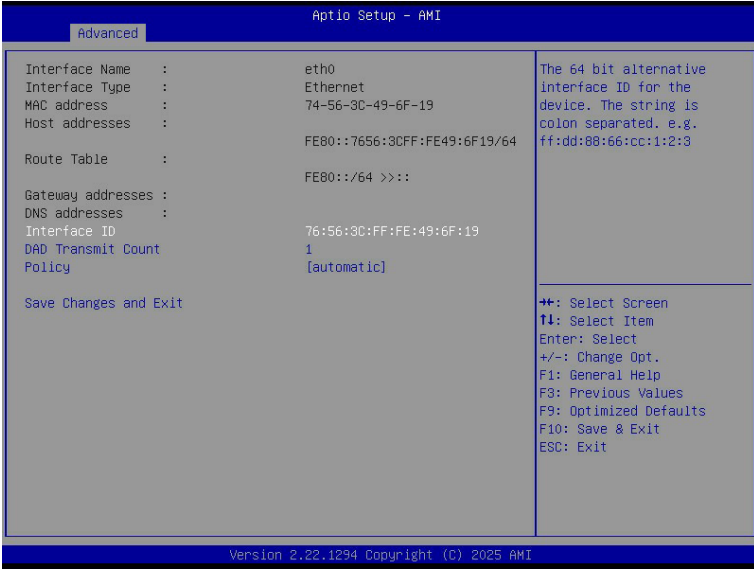 Aptio Setup – AMI
Advanced
Interface Name : eth0
Interface Type : Ethernet
MAC address : 74-56-3C-49-6F-19
Host addresses :
FE80::7656:3CFF:FE49:6F19/64
Route Table :
FE80::/64 >>::
Gateway addresses :
DNS addresses :
Interface ID 76:56:3C:FF:FE:49:6F:19
DAD Transmit Count 1
Policy [automatic]
Save Changes and Exit
The 64 bit alternative
interface ID for the
device. The string is
colon separated. e.g.
ff:dd:88:66:cc:1:2:3
→←: Select Screen
↑↓: Select Item
Enter: Select
+/-: Change Opt.
F1: General Help
F3: Previous Values
F9: Optimized Defaults
F10: Save & Exit
ESC: Exit
Version 2.22.1294 Copyright (C) 2025 AMI